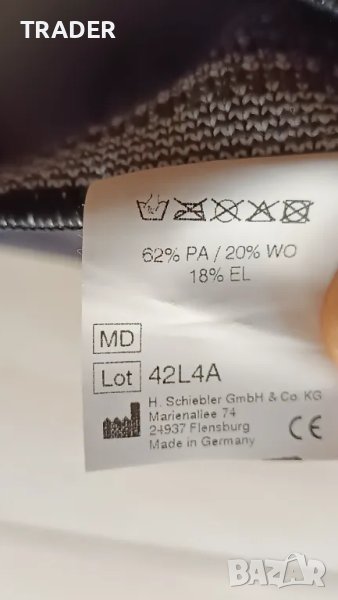 TRADER
62% PA / 20% WO
18% EL
MD
Lot 42L4A
H. Schiebler GmbH & Co. KG
Marienallee 74
24937 Flensburg
Made in Germany
CE
BAZAR